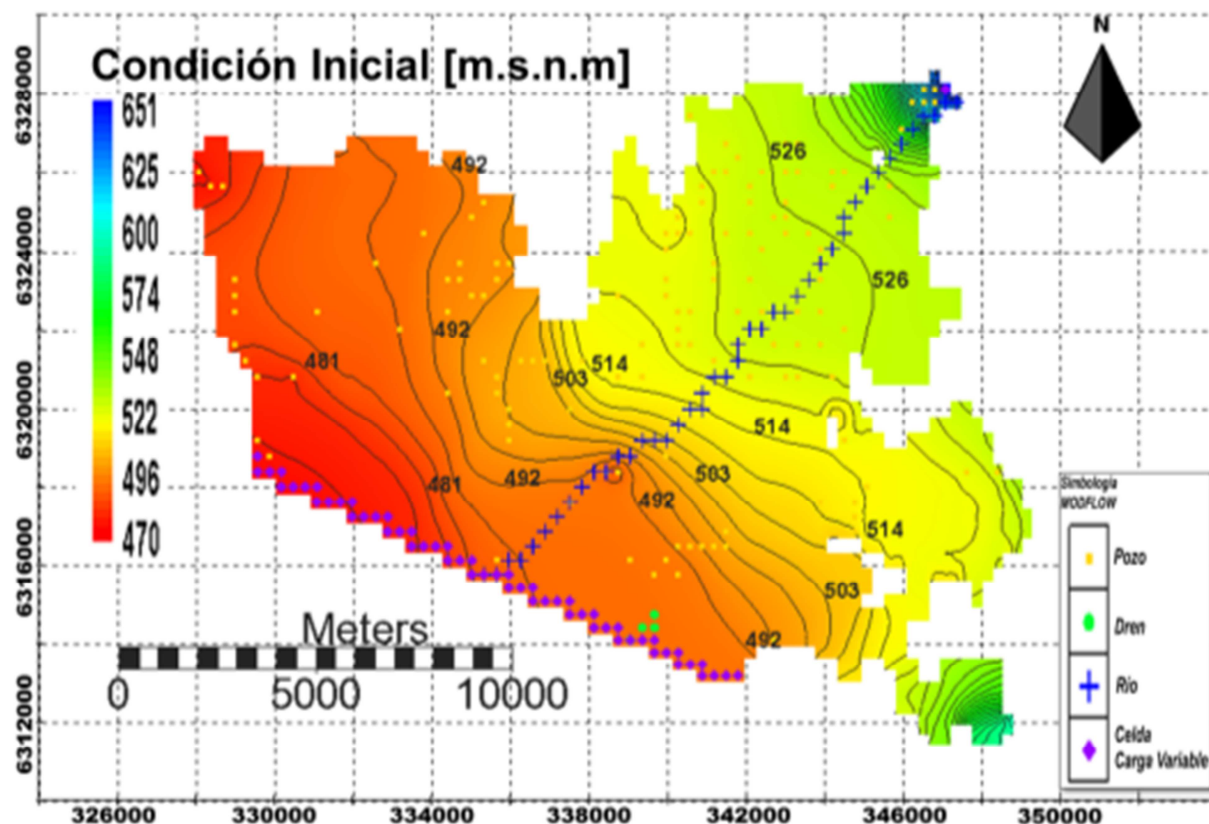 Condición Inicial [m.s.n.m]
N
651
625
600
574
548
522
496
470
6328000
6324000
6320000
6316000
6312000
492
526
526
492
481
514
503
514
492
481
503
492
514
503
492
Meters
0 5000 10000
Simbología
MODFLOW
Pozo
Dren
Río
Celda
Carga Variable
326000 330000 334000 338000 342000 346000 350000